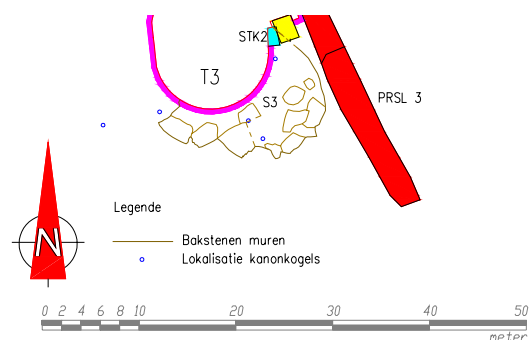 STK2
T3
S3
PRSL 3
Legende
Bakstenen muren
Lokalisatie kanonkogels
N
0 2 4 6 8 10 20 30 40 50
meter